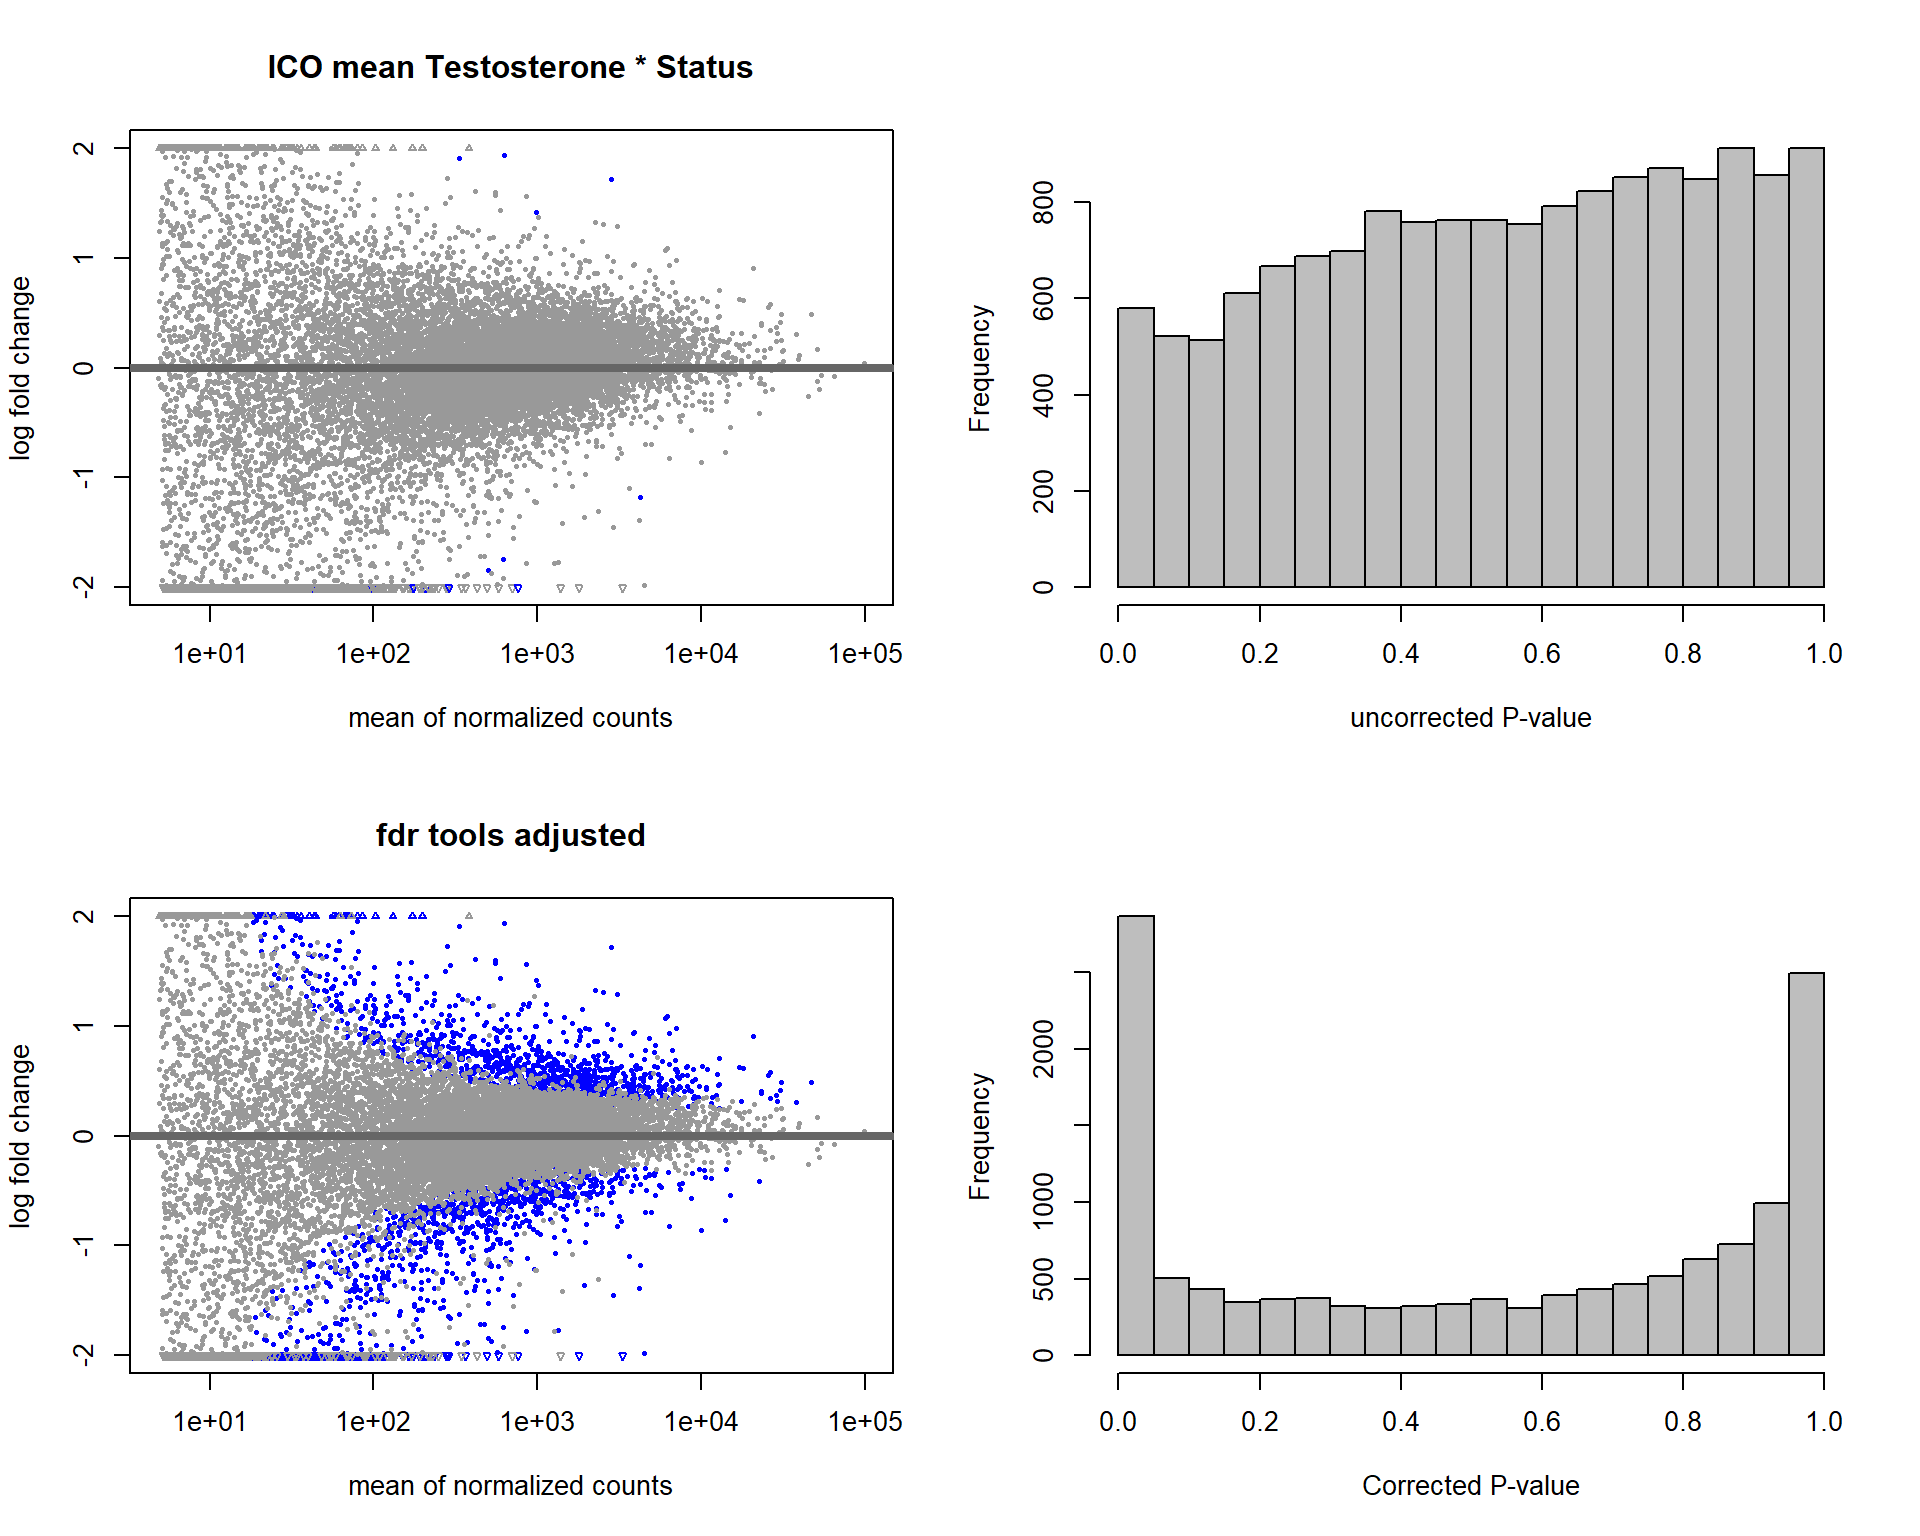 ICO mean Testosterone * Status
log fold change
2
1
0
-1
-2
1e+01 1e+02 1e+03 1e+04 1e+05
mean of normalized counts
Frequency
800
600
400
200
0
0.0 0.2 0.4 0.6 0.8 1.0
uncorrected P-value
fdr tools adjusted
log fold change
2
1
0
-1
-2
1e+01 1e+02 1e+03 1e+04 1e+05
mean of normalized counts
Frequency
2000
1000
500
0
0.0 0.2 0.4 0.6 0.8 1.0
Corrected P-value